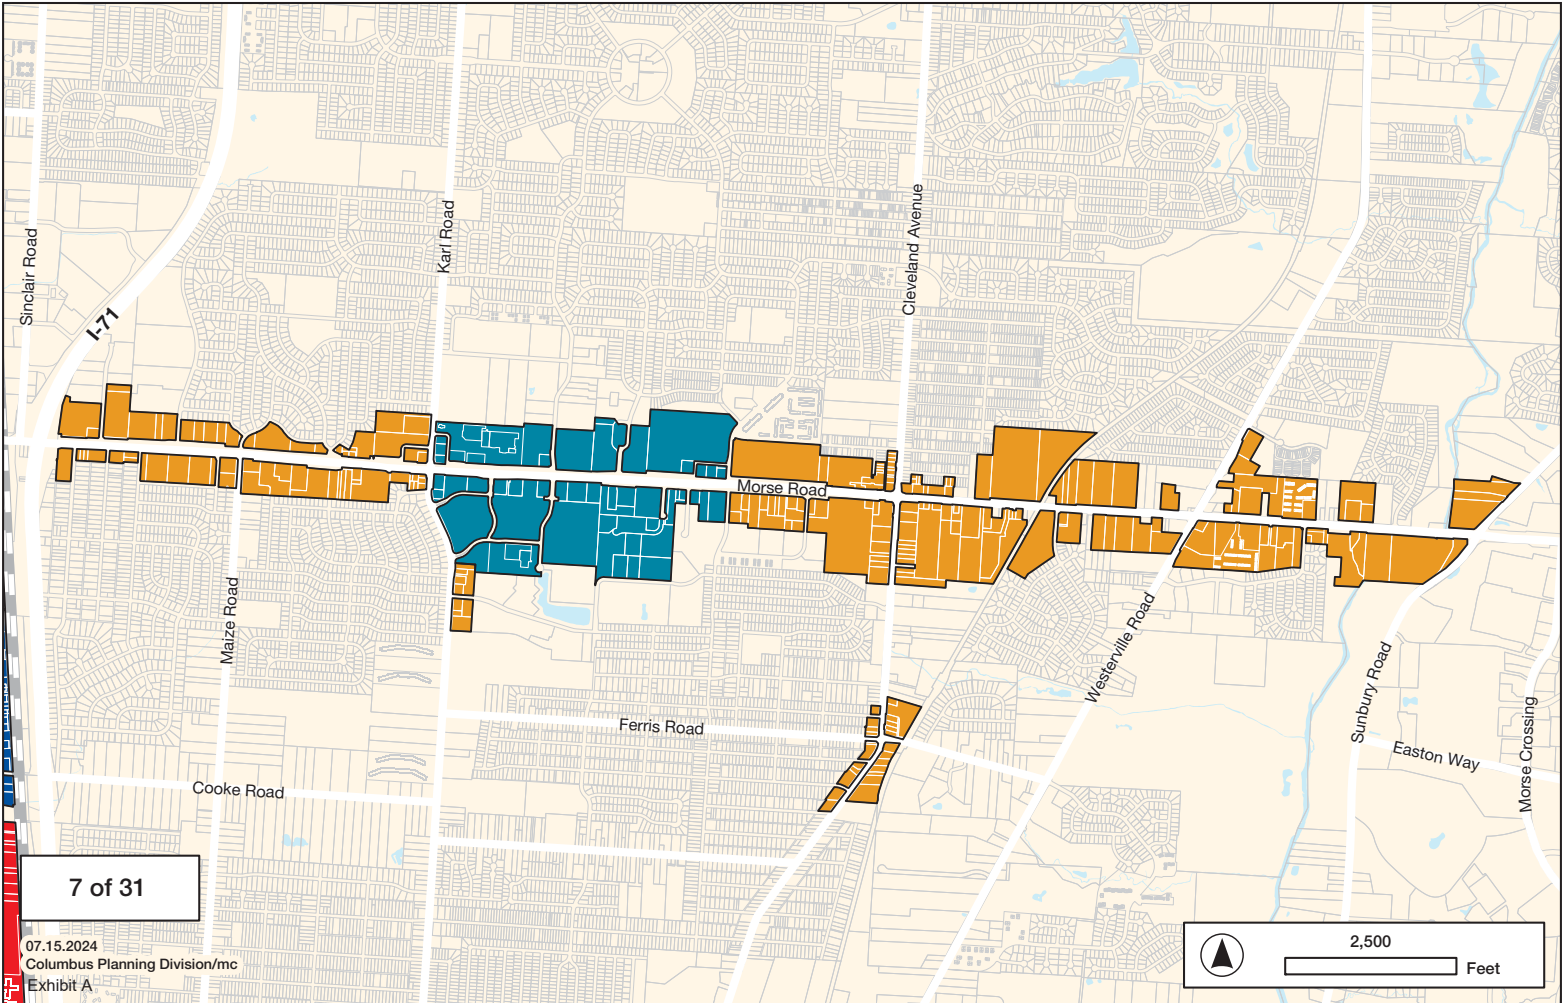 Sinclair Road
I-71
Karl Road
Cleveland Avenue
Morse Road
Maize Road
Westerville Road
Ferris Road
Sunbury Road
Easton Way
Morse Crossing
Cooke Road
7 of 31
07.15.2024
Columbus Planning Division/mc
Exhibit A
2,500
Feet